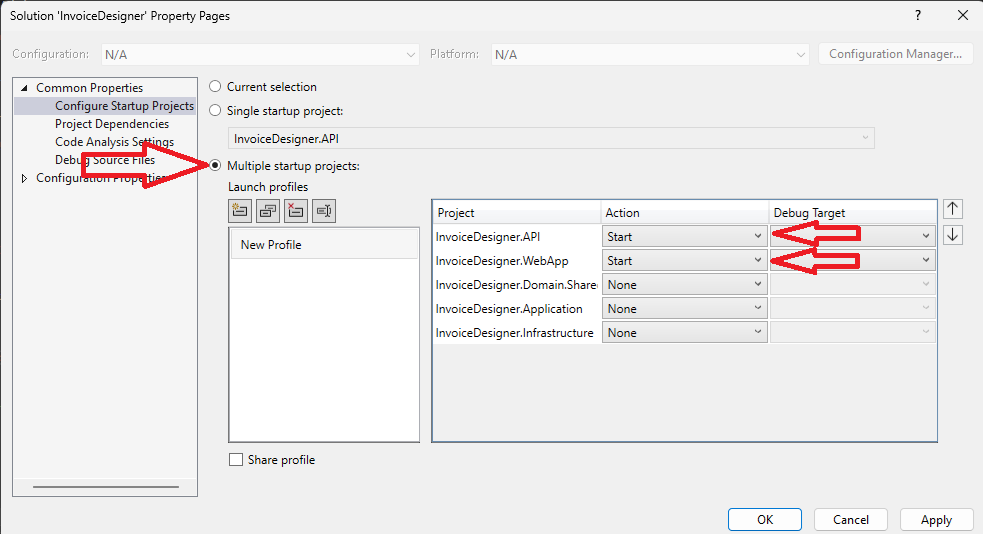 Solution 'InvoiceDesigner' Property Pages
? 
Configuration: N/A Platform: N/A Configuration Manager...
Common Properties
Configure Startup Projects
Project Dependencies
Code Analysis Settings
Debug Source Files
Configuration Properties
Current selection
Single startup project:
InvoiceDesigner.API
Multiple startup projects:
Launch profiles
New Profile
Project Action Debug Target
InvoiceDesigner.API Start
InvoiceDesigner.WebApp Start
InvoiceDesigner.Domain.Share None
InvoiceDesigner.Application None
InvoiceDesigner.Infrastructure None
Share profile
OK Cancel Apply